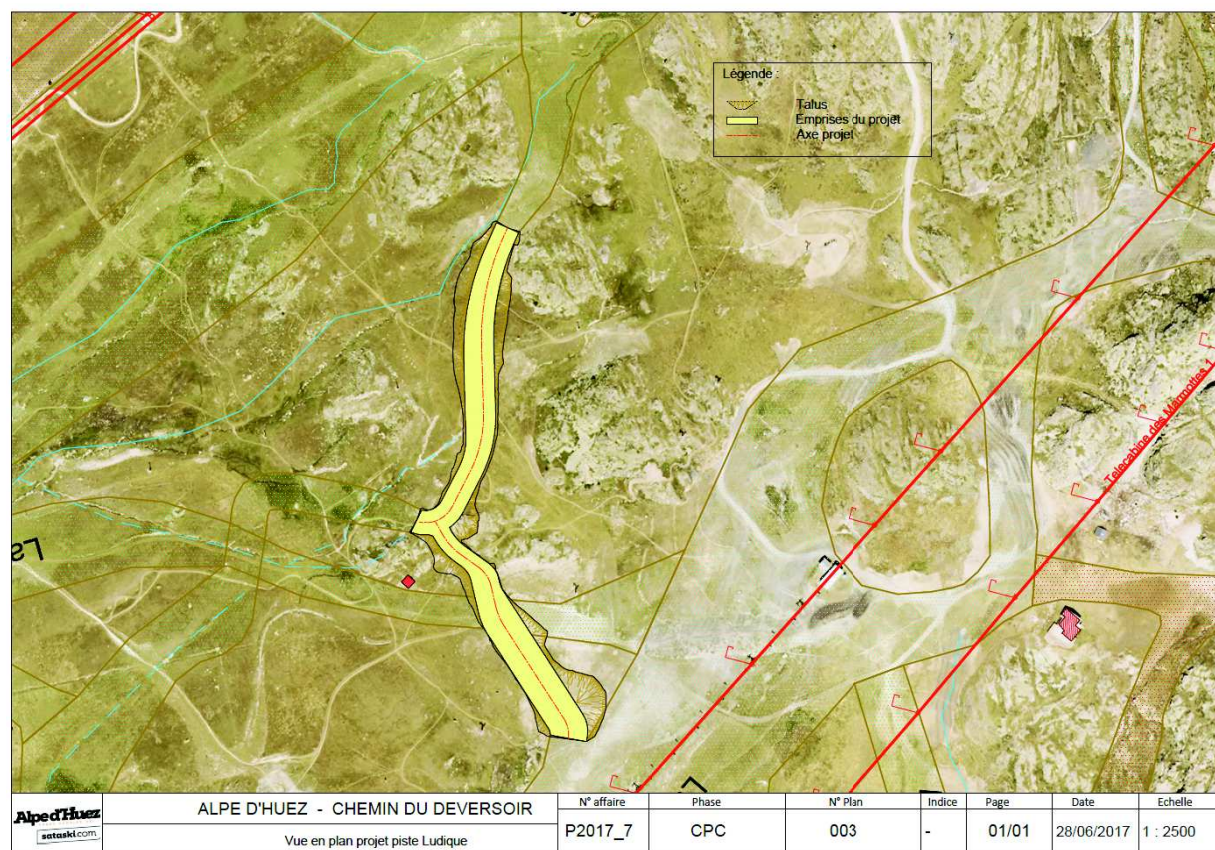 Légende :
Talus
Emprises du projet
Axe projet
Télécabine des Marmottes 1
La
Alpe d'Huez
sataski.com
ALPE D'HUEZ - CHEMIN DU DEVERSOIR
Vue en plan projet piste Ludique
N° affaire
P2017_7
Phase
CPC
N° Plan
003
Indice
-
Page
01/01
Date
28/06/2017
Echelle
1 : 2500